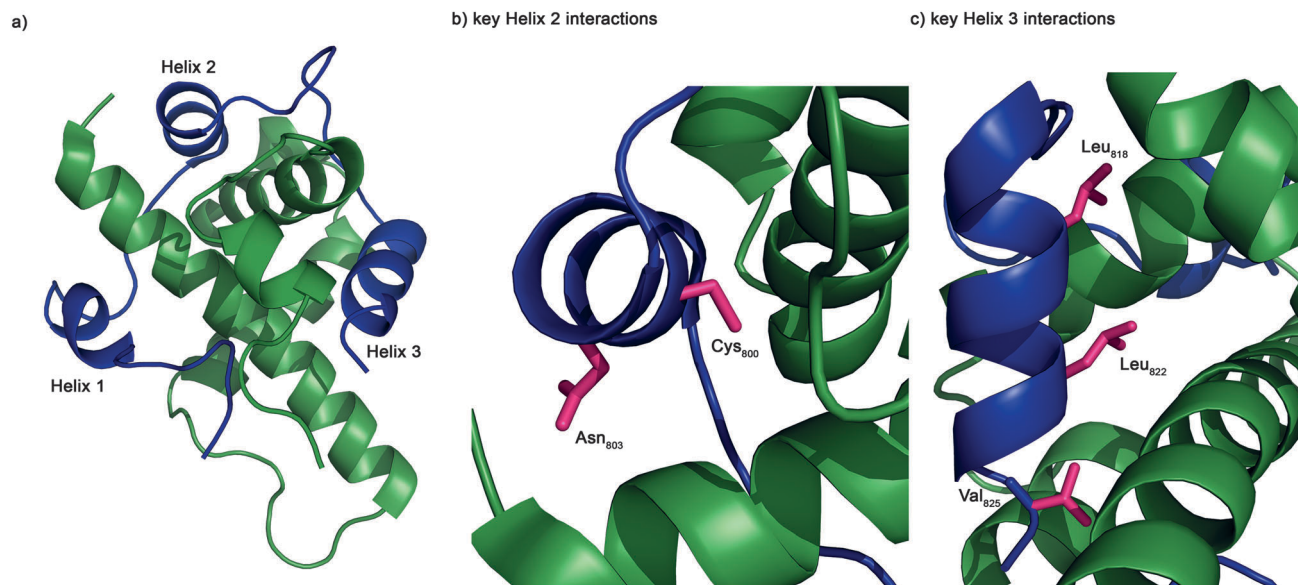 a)
Helix 2
Helix 1
Helix 3
b) key Helix 2 interactions
Cys800
Asn803
c) key Helix 3 interactions
Leu818
Leu822
Val825